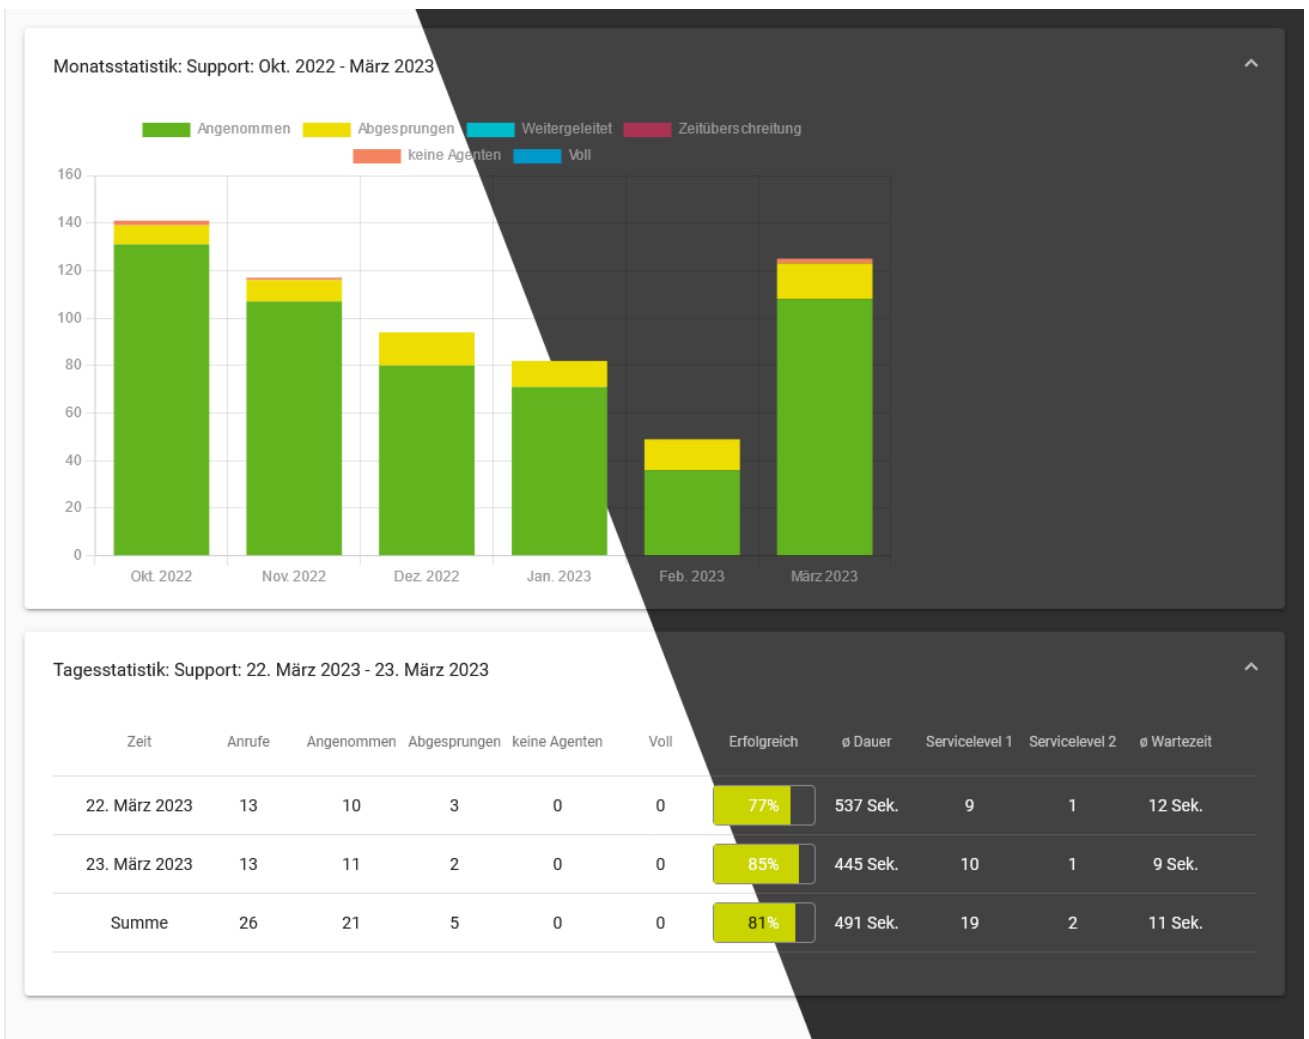 Monatsstatistik: Support: Okt. 2022 - März 2023
Angenommen Abgesprungen Weitergeleitet Zeitüberschreitung
keine Agenten Voll
160
140
120
100
80
60
40
20
0
Okt. 2022 Nov. 2022 Dez. 2022 Jan. 2023 Feb. 2023 März 2023
Tagesstatistik: Support: 22. März 2023 - 23. März 2023
Zeit Anrufe Angenommen Abgesprungen keine Agenten Voll Erfolgreich ø Dauer Servicelevel 1 Servicelevel 2 ø Wartezeit
22. März 2023 13 10 3 0 0 77% 537 Sek. 9 1 12 Sek.
23. März 2023 13 11 2 0 0 85% 445 Sek. 10 1 9 Sek.
Summe 26 21 5 0 0 81% 491 Sek. 19 2 11 Sek.